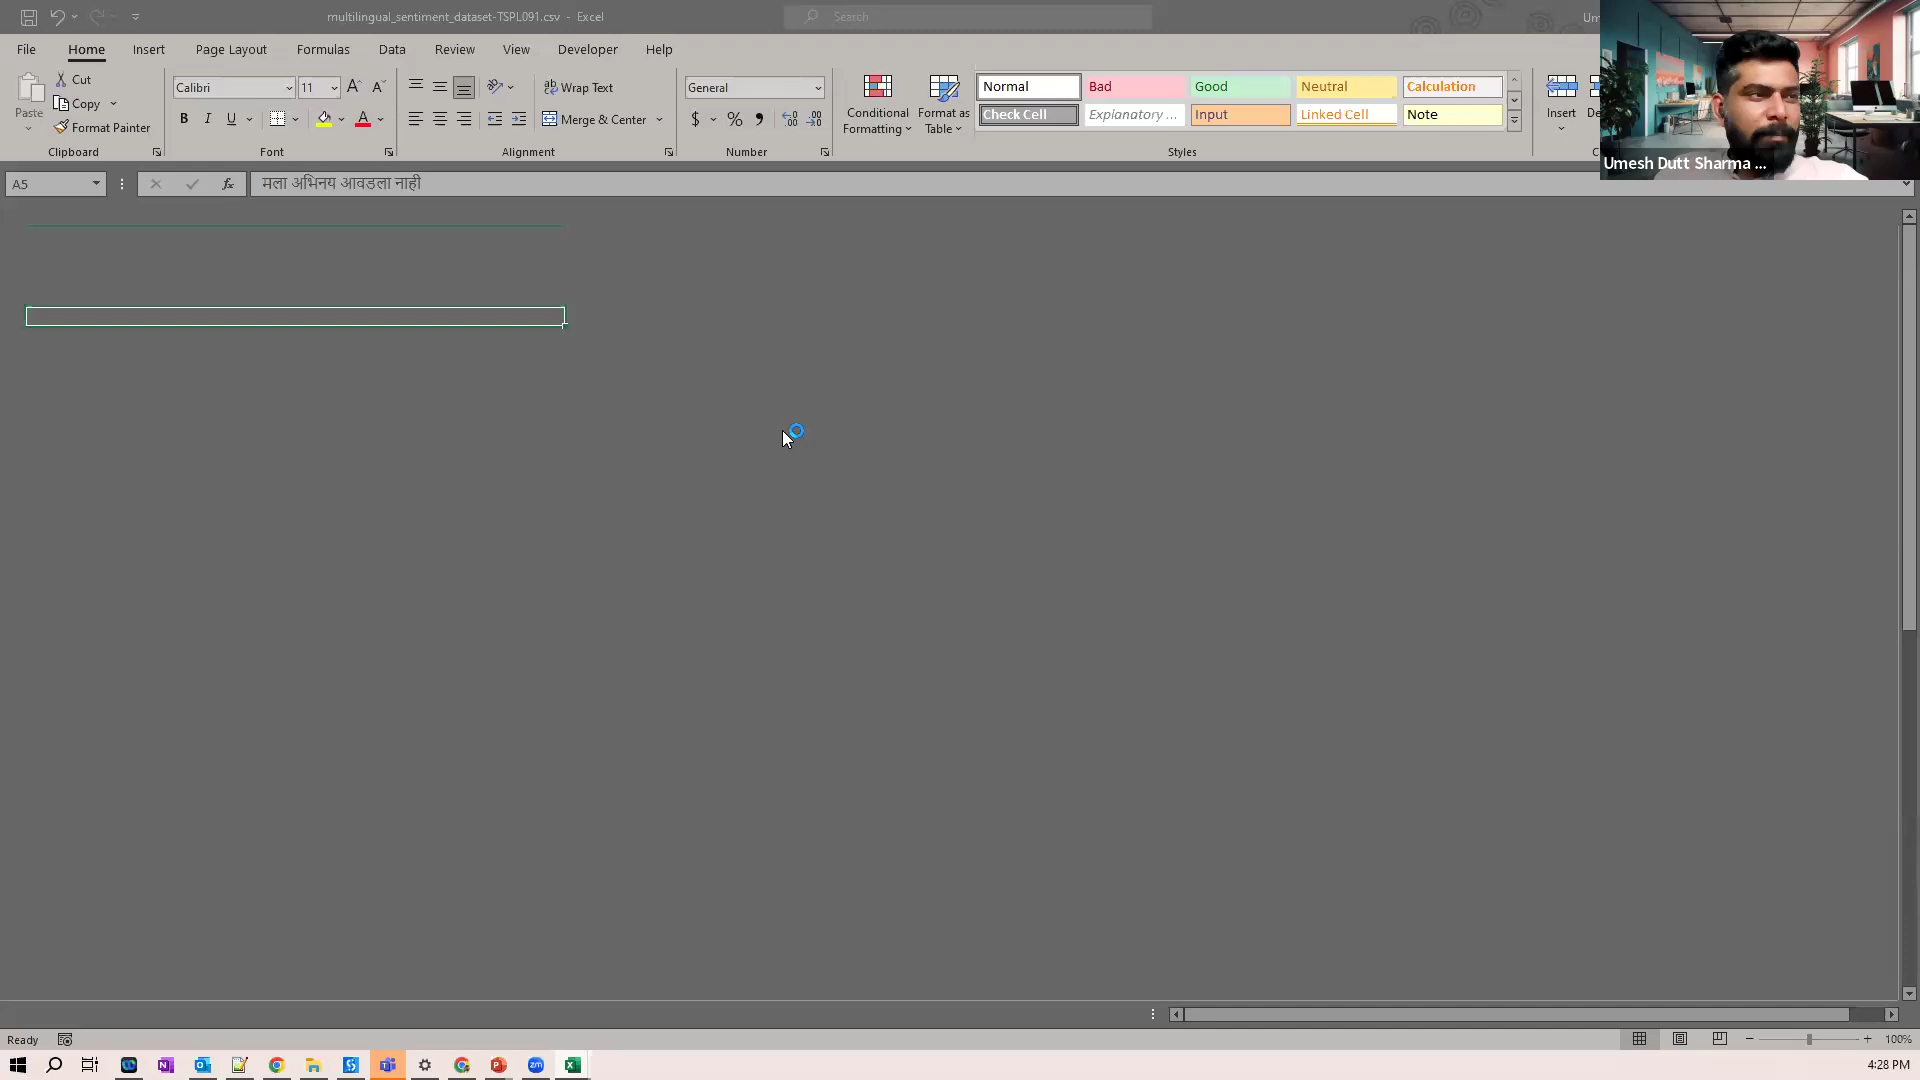 multilingual_sentiment_dataset-TSPL091.csv - Excel
Search
Um
File Home Insert Page Layout Formulas Data Review View Developer Help
Paste
Cut
Copy
Format Painter
Clipboard
Calibri 11
B I U
Font
Wrap Text
Merge & Center
Alignment
General
$ %
Number
Conditional Formatting
Format as Table
Normal Bad Good Neutral Calculation
Check Cell Explanatory ... Input Linked Cell Note
Styles
Insert
De
C
Umesh Dutt Sharma ...
A5
fx
मला अभिनय आवडला नाही
Ready
100%
4:28 PM